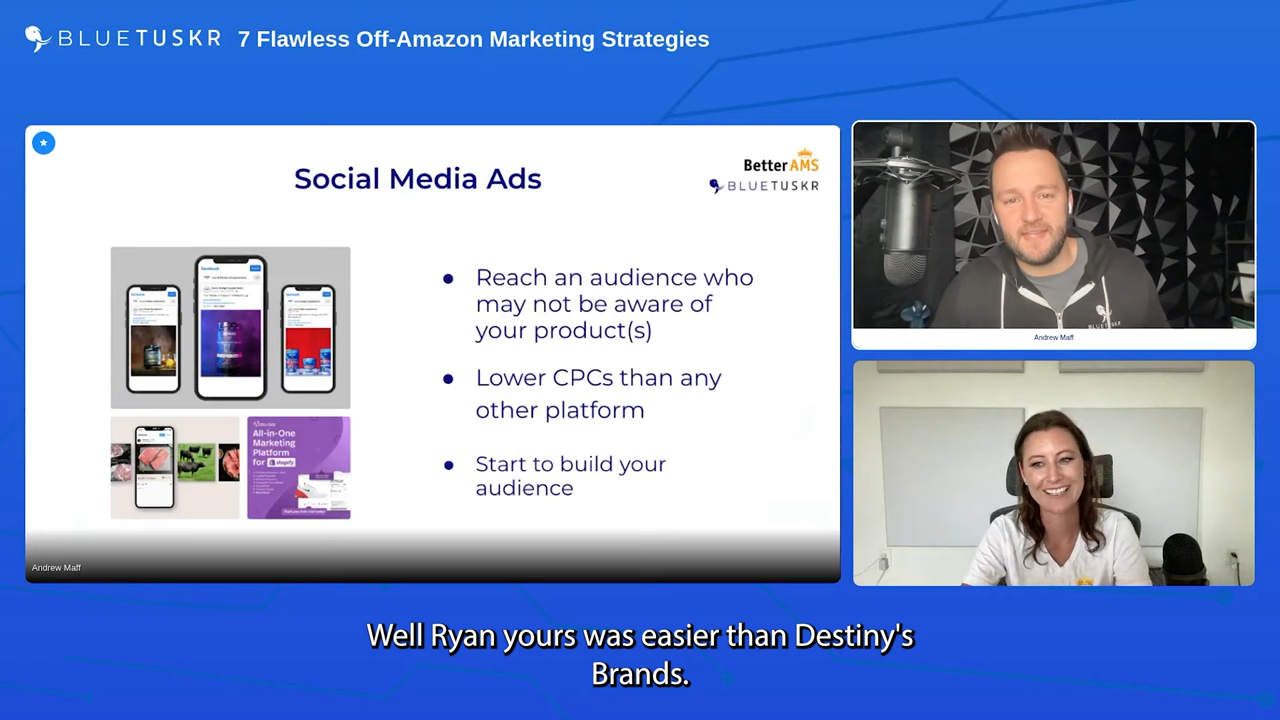 BLUETUSKR 7 Flawless Off-Amazon Marketing Strategies
Social Media Ads
BetterAMS
BLUETUSKR
● Reach an audience who
may not be aware of
your product(s)
● Lower CPCs than any
other platform
● Start to build your
audience
facebook
All-in-One
Marketing
Platform
for shopify
Andrew Maff
BLUETUSKR
Andrew Maff
Well Ryan yours was easier than Destiny's
Brands.